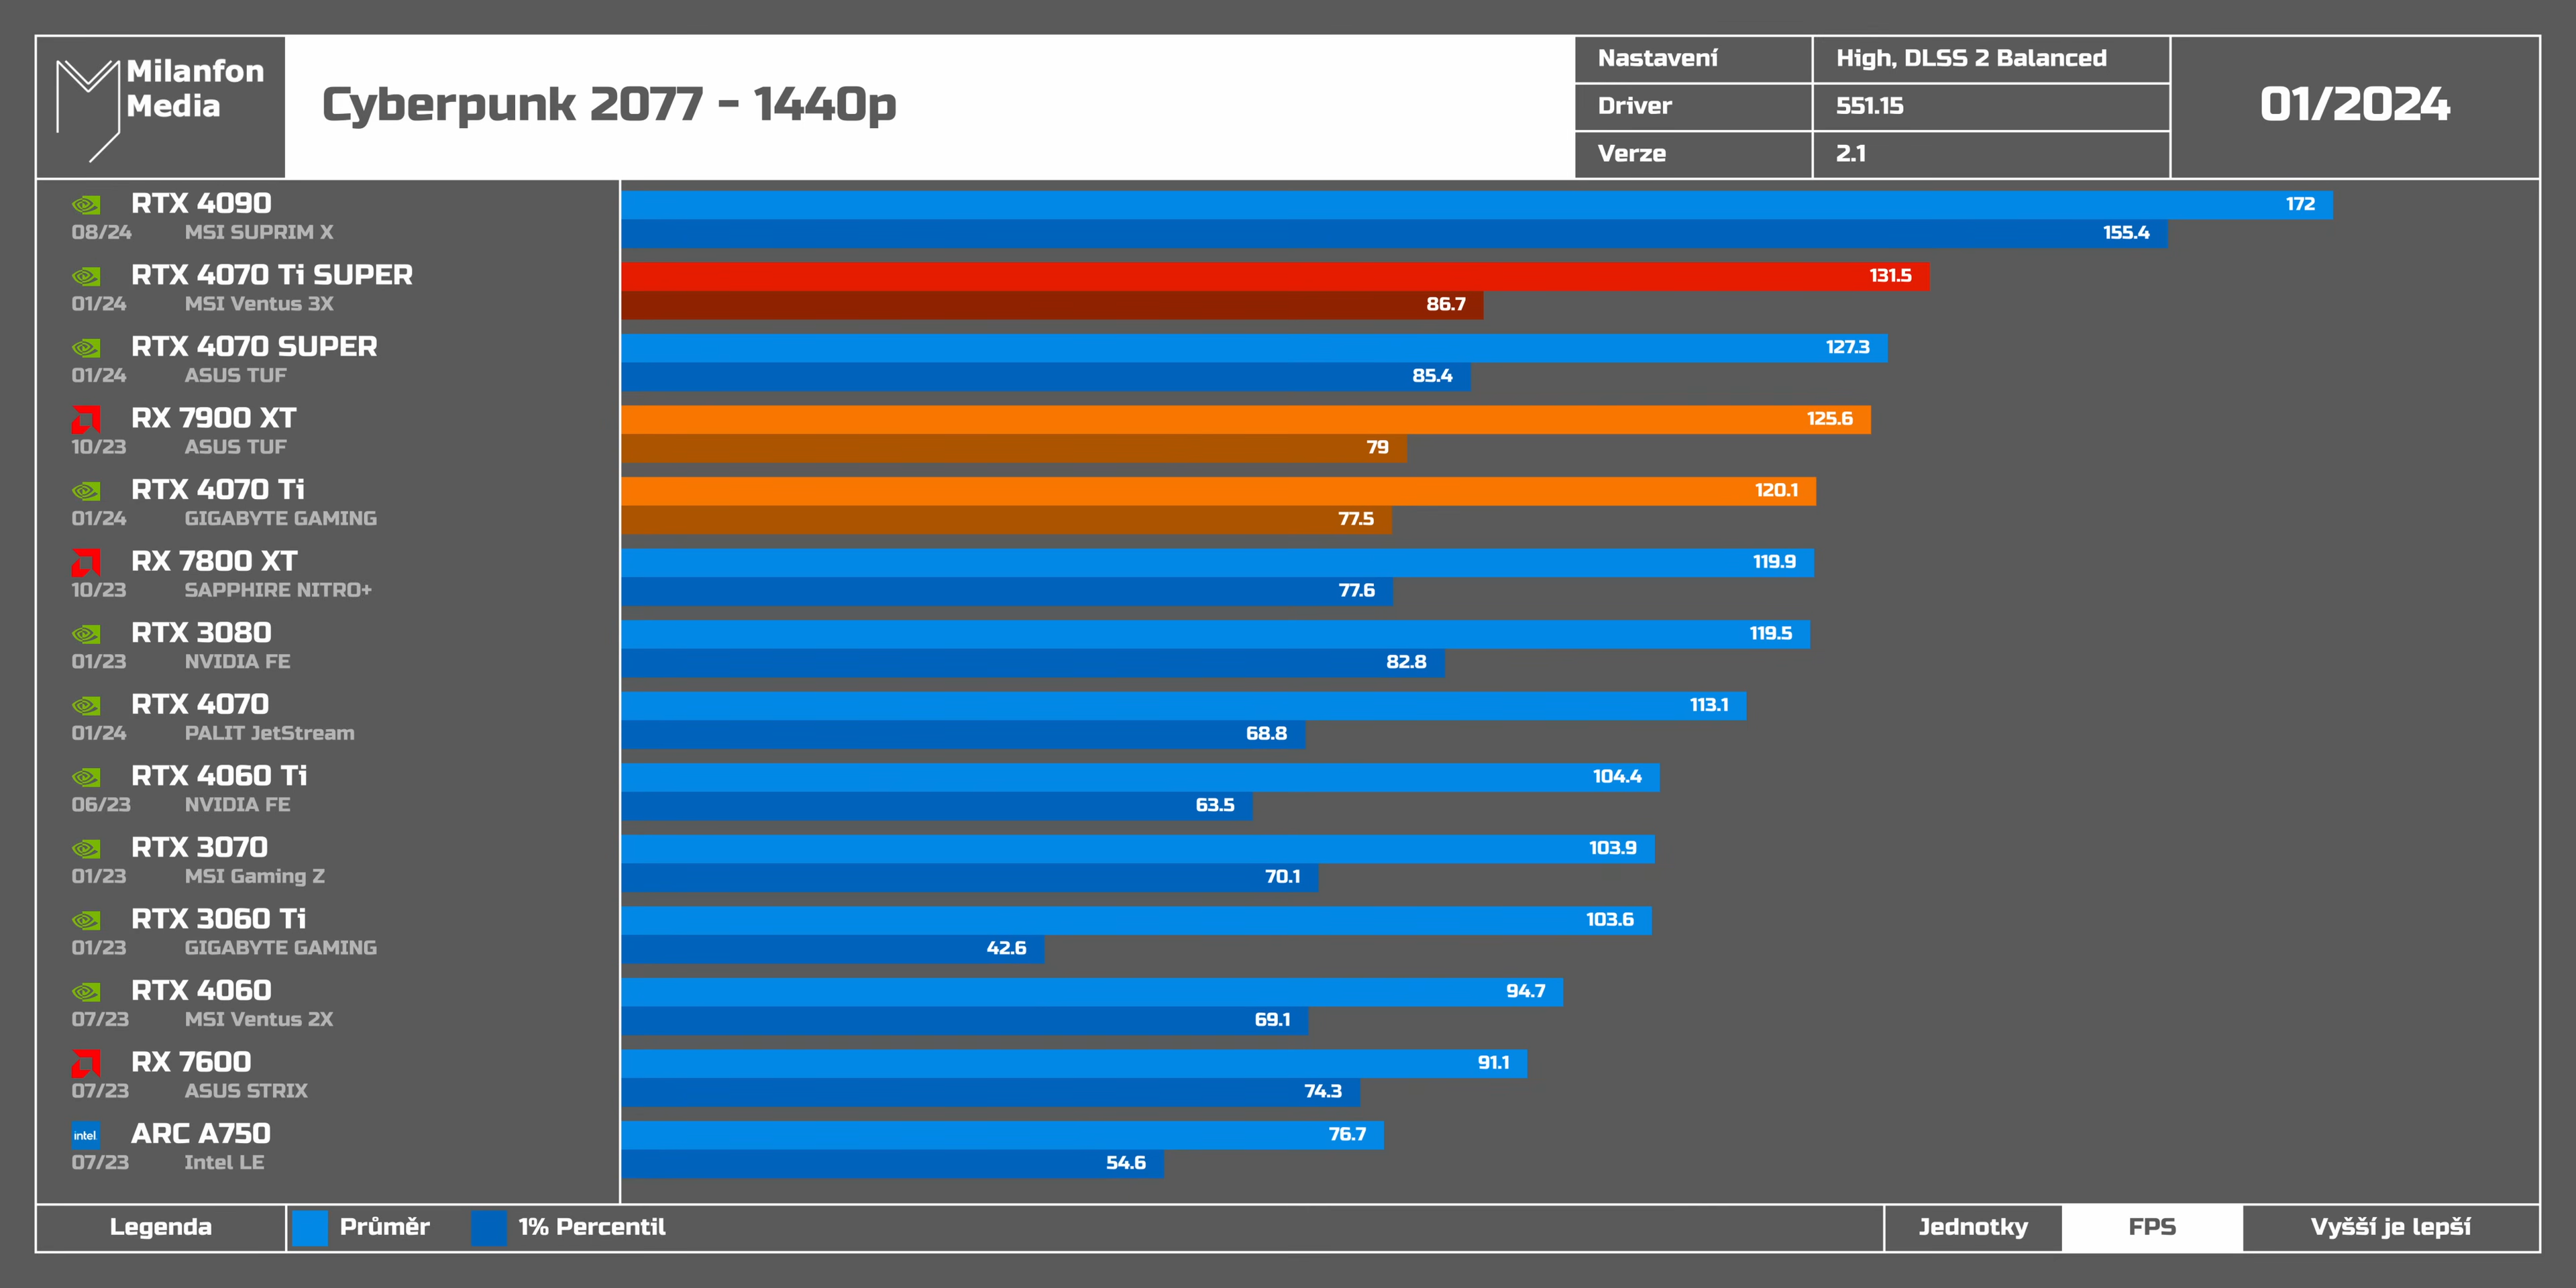 Milanfon
Media
Cyberpunk 2077 - 1440p
Nastavení High, DLSS 2 Balanced
Driver 551.15
Verze 2.1
01/2024
RTX 4090 172
08/24 MSI SUPRIM X 155.4
RTX 4070 Ti SUPER 131.5
01/24 MSI Ventus 3X 86.7
RTX 4070 SUPER 127.3
01/24 ASUS TUF 85.4
RX 7900 XT 125.6
10/23 ASUS TUF 79
RTX 4070 Ti 120.1
01/24 GIGABYTE GAMING 77.5
RX 7800 XT 119.9
10/23 SAPPHIRE NITRO+ 77.6
RTX 3080 119.5
01/23 NVIDIA FE 82.8
RTX 4070 113.1
01/24 PALIT JetStream 68.8
RTX 4060 Ti 104.4
06/23 NVIDIA FE 63.5
RTX 3070 103.9
01/23 MSI Gaming Z 70.1
RTX 3060 Ti 103.6
01/23 GIGABYTE GAMING 42.6
RTX 4060 94.7
07/23 MSI Ventus 2X 69.1
RX 7600 91.1
07/23 ASUS STRIX 74.3
intel ARC A750 76.7
07/23 Intel LE 54.6
Legenda Průměr 1% Percentil Jednotky FPS Vyšší je lepší